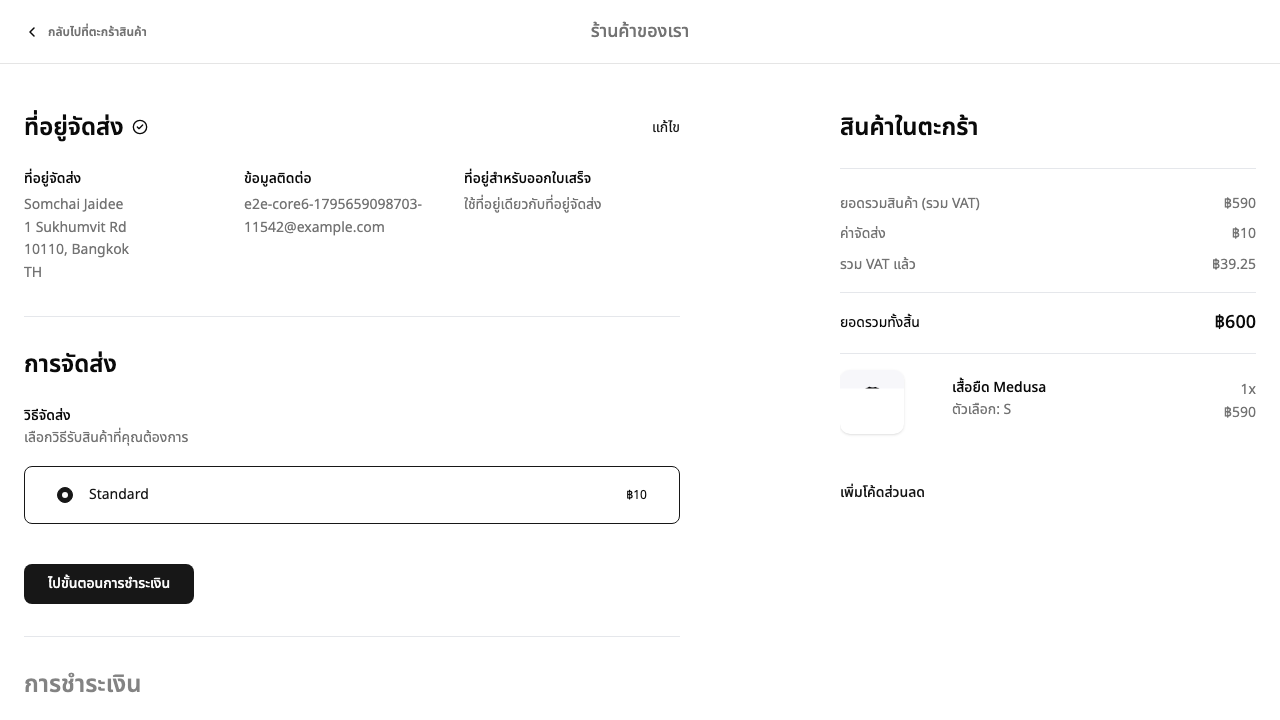 กลับไปที่ตะกร้าสินค้า
ร้านค้าของเรา
ที่อยู่จัดส่ง
แก้ไข
ที่อยู่จัดส่ง
Somchai Jaidee
1 Sukhumvit Rd
10110, Bangkok
TH
ข้อมูลติดต่อ
e2e-core6-1795659098703-
11542@example.com
ที่อยู่สำหรับออกใบเสร็จ
ใช้ที่อยู่เดียวกับที่อยู่จัดส่ง
การจัดส่ง
วิธีจัดส่ง
เลือกวิธีรับสินค้าที่คุณต้องการ
Standard ฿10
ไปขั้นตอนการชำระเงิน
การชำระเงิน
สินค้าในตะกร้า
ยอดรวมสินค้า (รวม VAT) ฿590
ค่าจัดส่ง ฿10
รวม VAT แล้ว ฿39.25
ยอดรวมทั้งสิ้น ฿600
เสื้อยืด Medusa 1x
ตัวเลือก: S ฿590
เพิ่มโค้ดส่วนลด